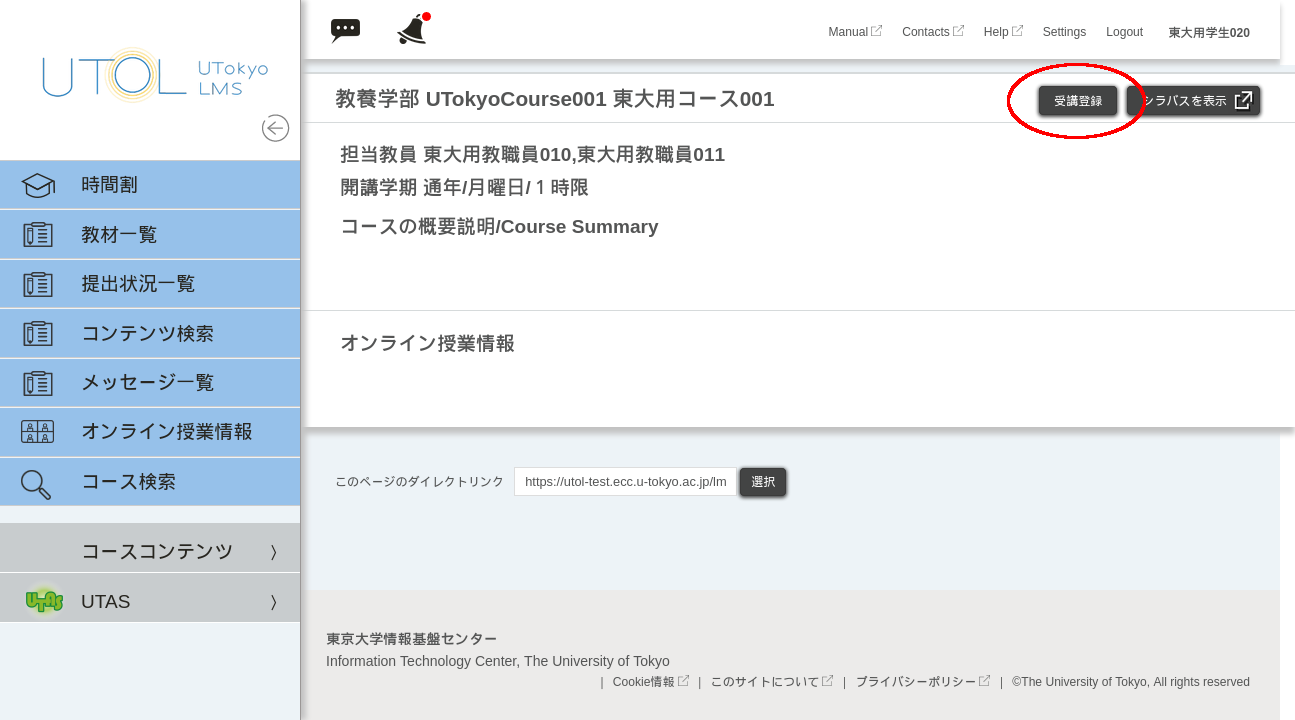 UTOL UTokyo LMS
Manual Contacts Help Settings Logout 東大用学生020
時間割
教材一覧
提出状況一覧
コンテンツ検索
メッセージ一覧
オンライン授業情報
コース検索
コースコンテンツ 〉
UTAS UTAS 〉
教養学部 UTokyoCourse001 東大用コース001 受講登録 シラバスを表示
担当教員 東大用教職員010,東大用教職員011
開講学期 通年/月曜日/１時限
コースの概要説明/Course Summary
オンライン授業情報
このページのダイレクトリンク https://utol-test.ecc.u-tokyo.ac.jp/lm 選択
東京大学情報基盤センター
Information Technology Center, The University of Tokyo
| Cookie情報 | このサイトについて | プライバシーポリシー | ©The University of Tokyo, All rights reserved